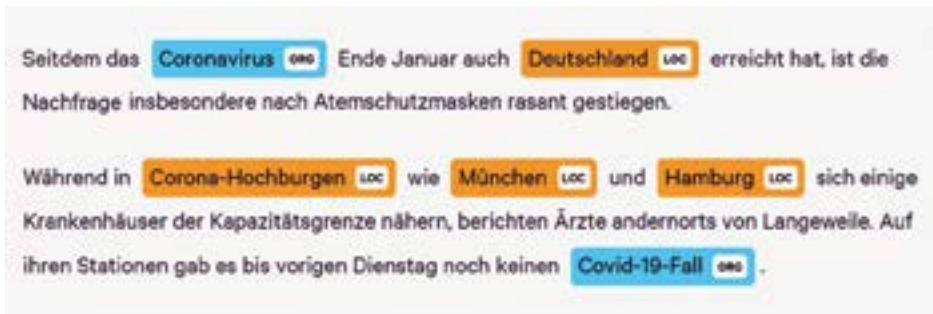 Seitdem das Coronavirus ORG Ende Januar auch Deutschland LOC erreicht hat, ist die
Nachfrage insbesondere nach Atemschutzmasken rasant gestiegen.
Während in Corona-Hochburgen LOC wie München LOC und Hamburg LOC sich einige
Krankenhäuser der Kapazitätsgrenze nähern, berichten Ärzte andernorts von Langeweile. Auf
ihren Stationen gab es bis vorigen Dienstag noch keinen Covid-19-Fall ORG .